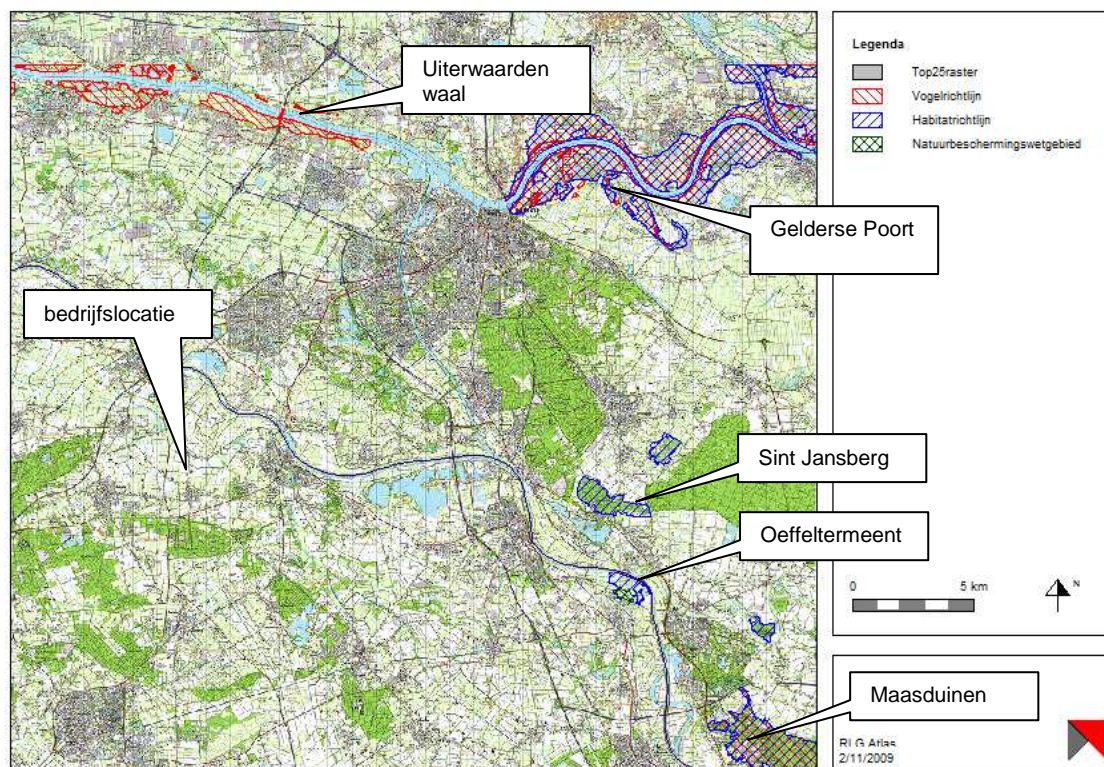 Uiterwaarden
waal
Gelderse Poort
bedrijfslocatie
Sint Jansberg
Oeffeltermeent
Maasduinen
Legenda
Top25raster
Vogelrichtlijn
Habitatrichtlijn
Natuurbeschermingswetgebied
0 5 km
N
Atlas
2/11/2009